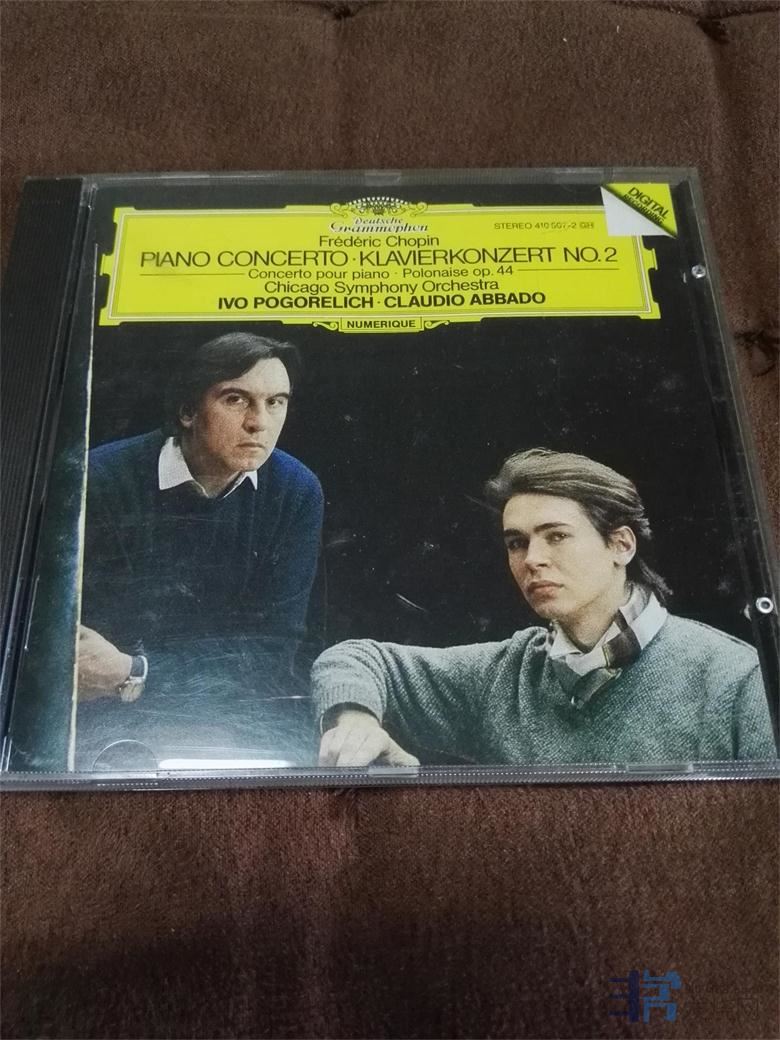 Deutsche
Grammophon
DIGITAL
RECORDING
STEREO 410 507-2 GH
Frédéric Chopin
PIANO CONCERTO · KLAVIERKONZERT NO. 2
Concerto pour piano · Polonaise op. 44
Chicago Symphony Orchestra
IVO POGORELICH · CLAUDIO ABBADO
NUMERIQUE